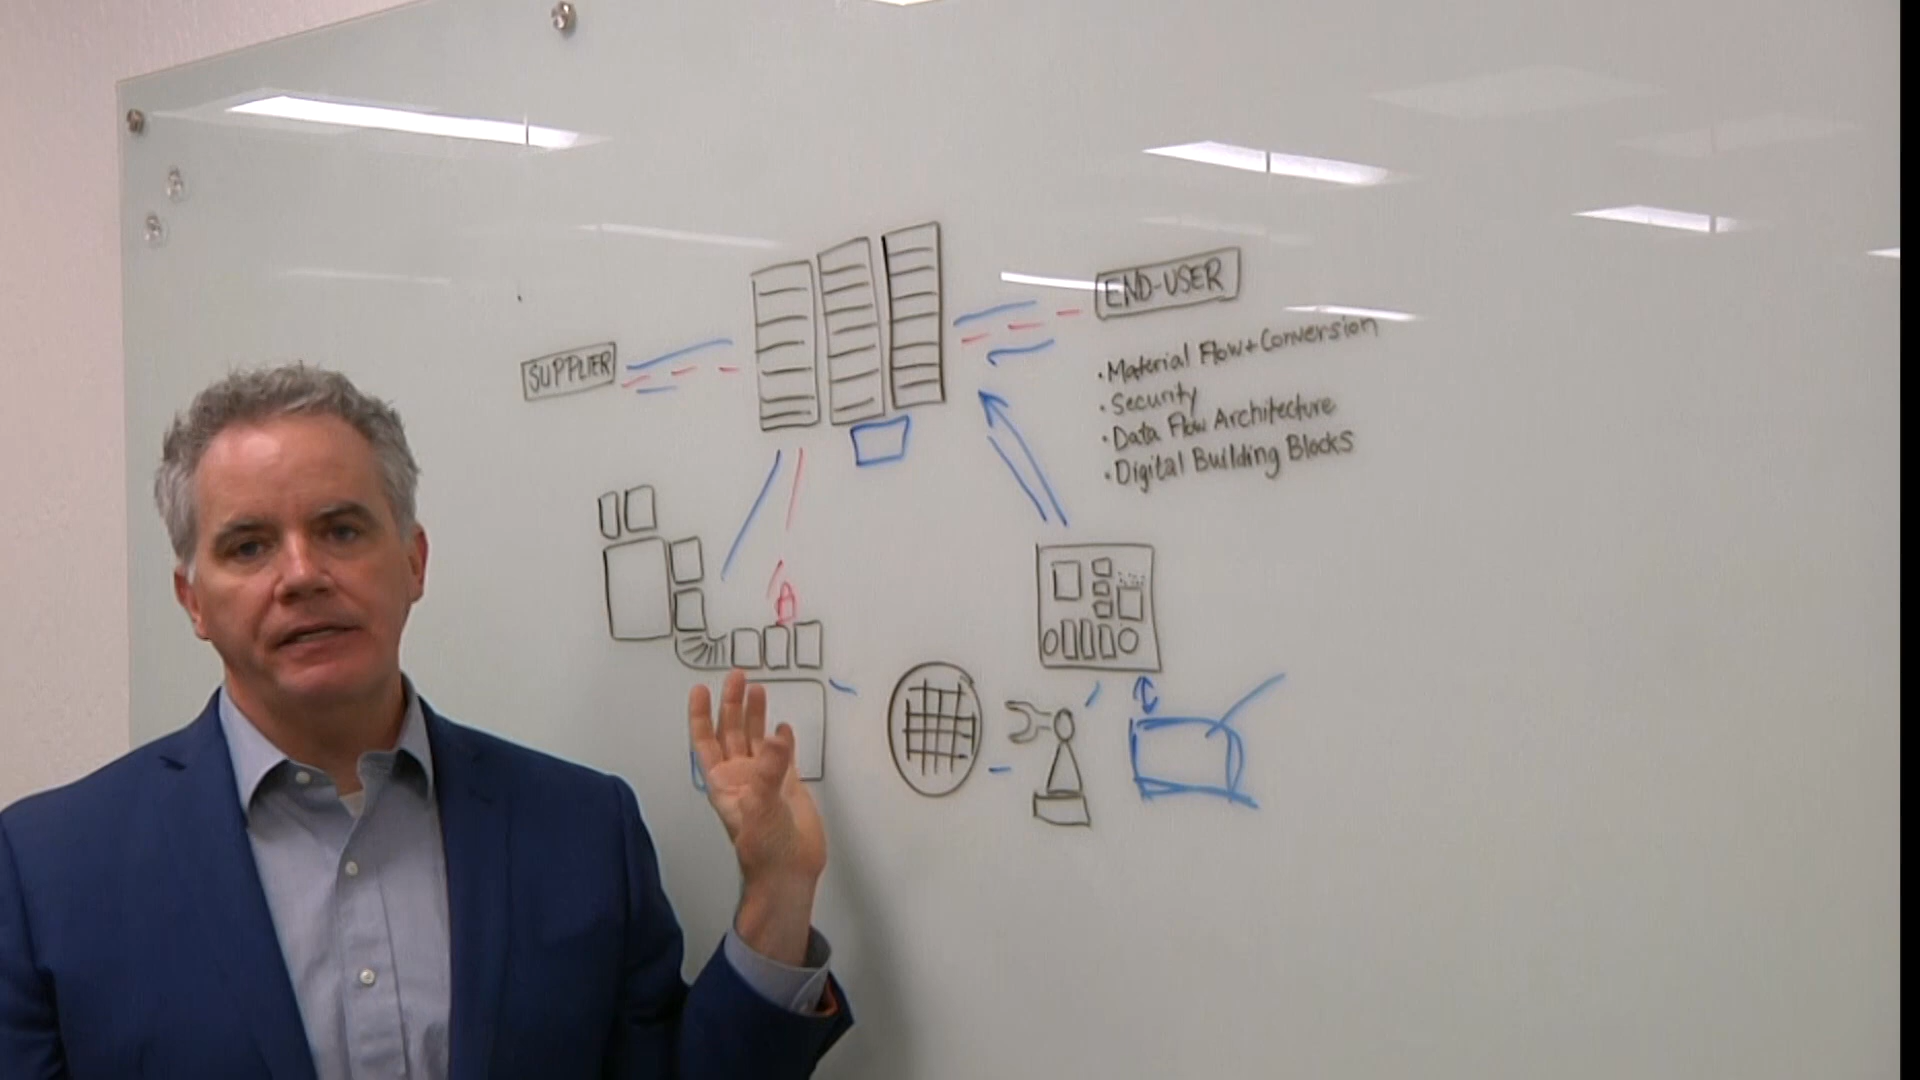 END-USER
SUPPLIER
• Material Flow + Conversion
• Security
• Data Flow Architecture
• Digital Building Blocks